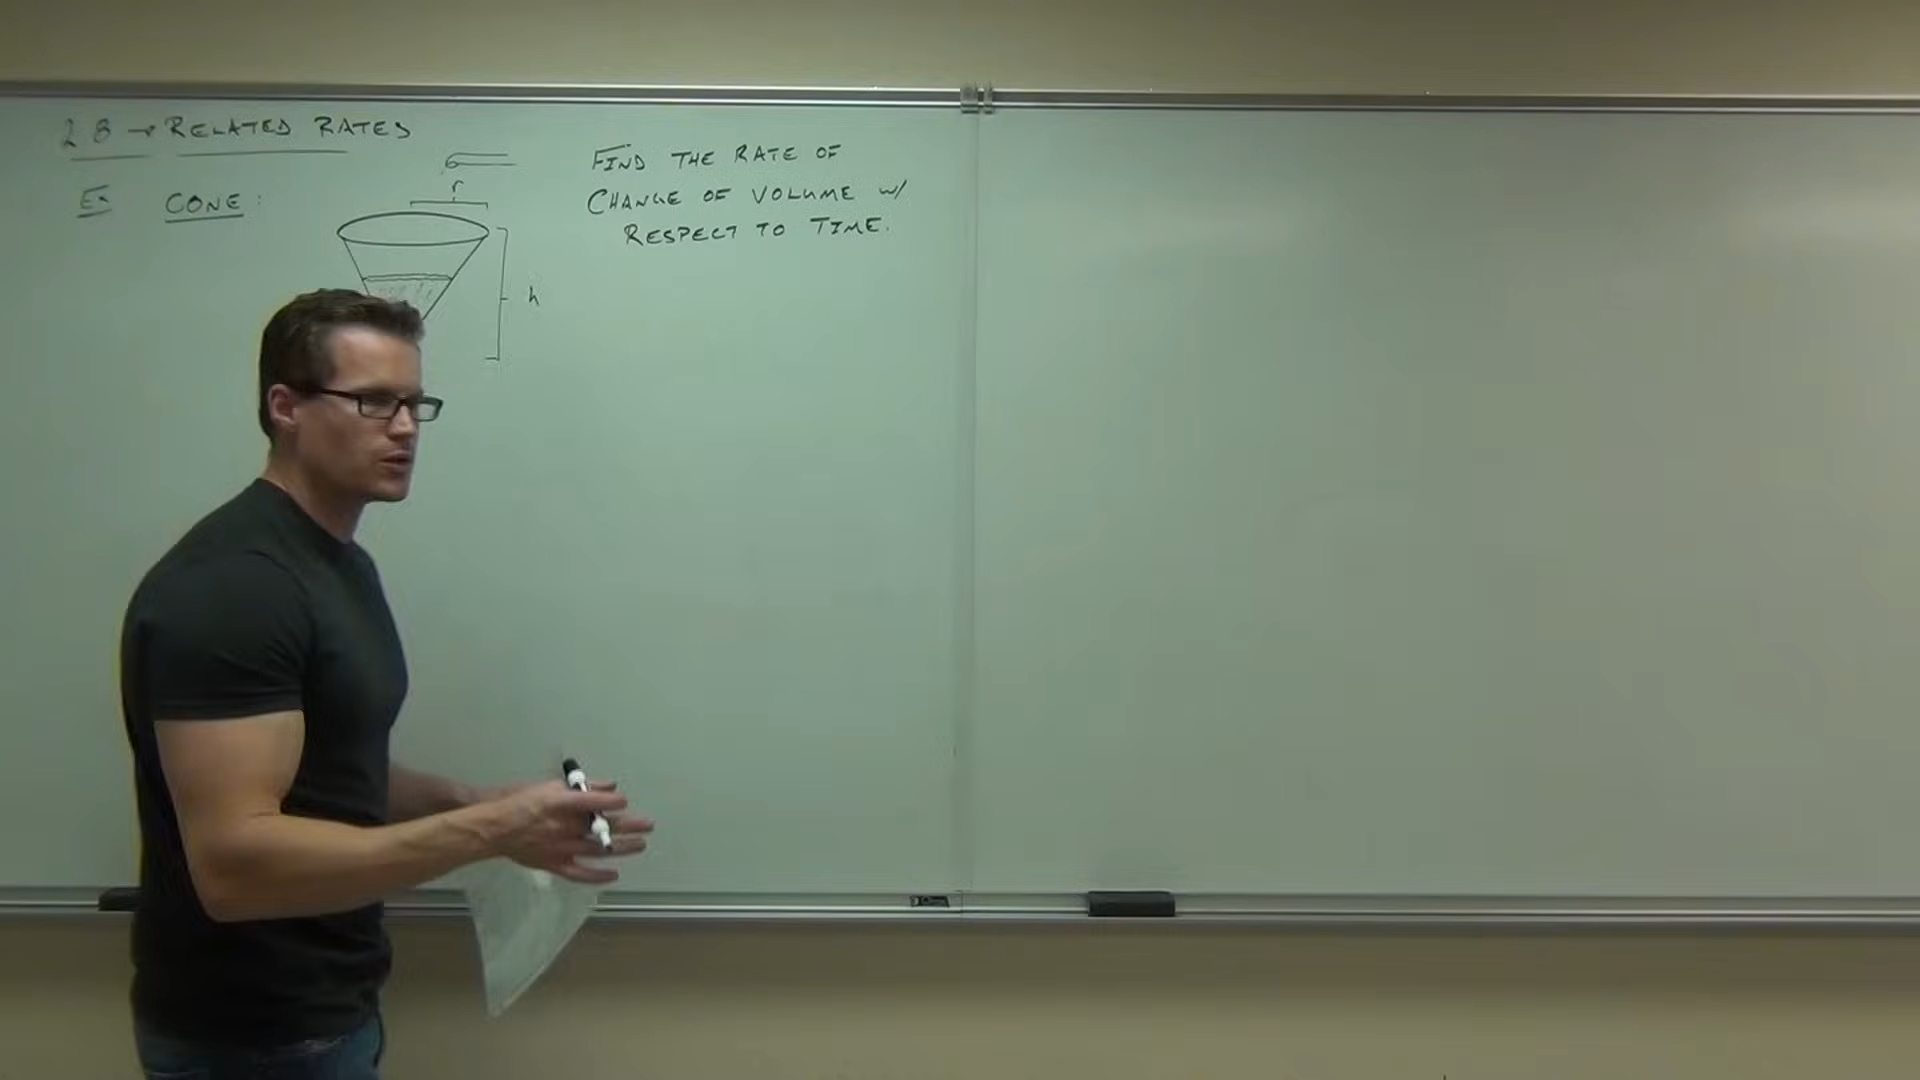 2.8 → RELATED RATES
EX CONE:
r
h
FIND THE RATE OF
CHANGE OF VOLUME W/
RESPECT TO TIME.